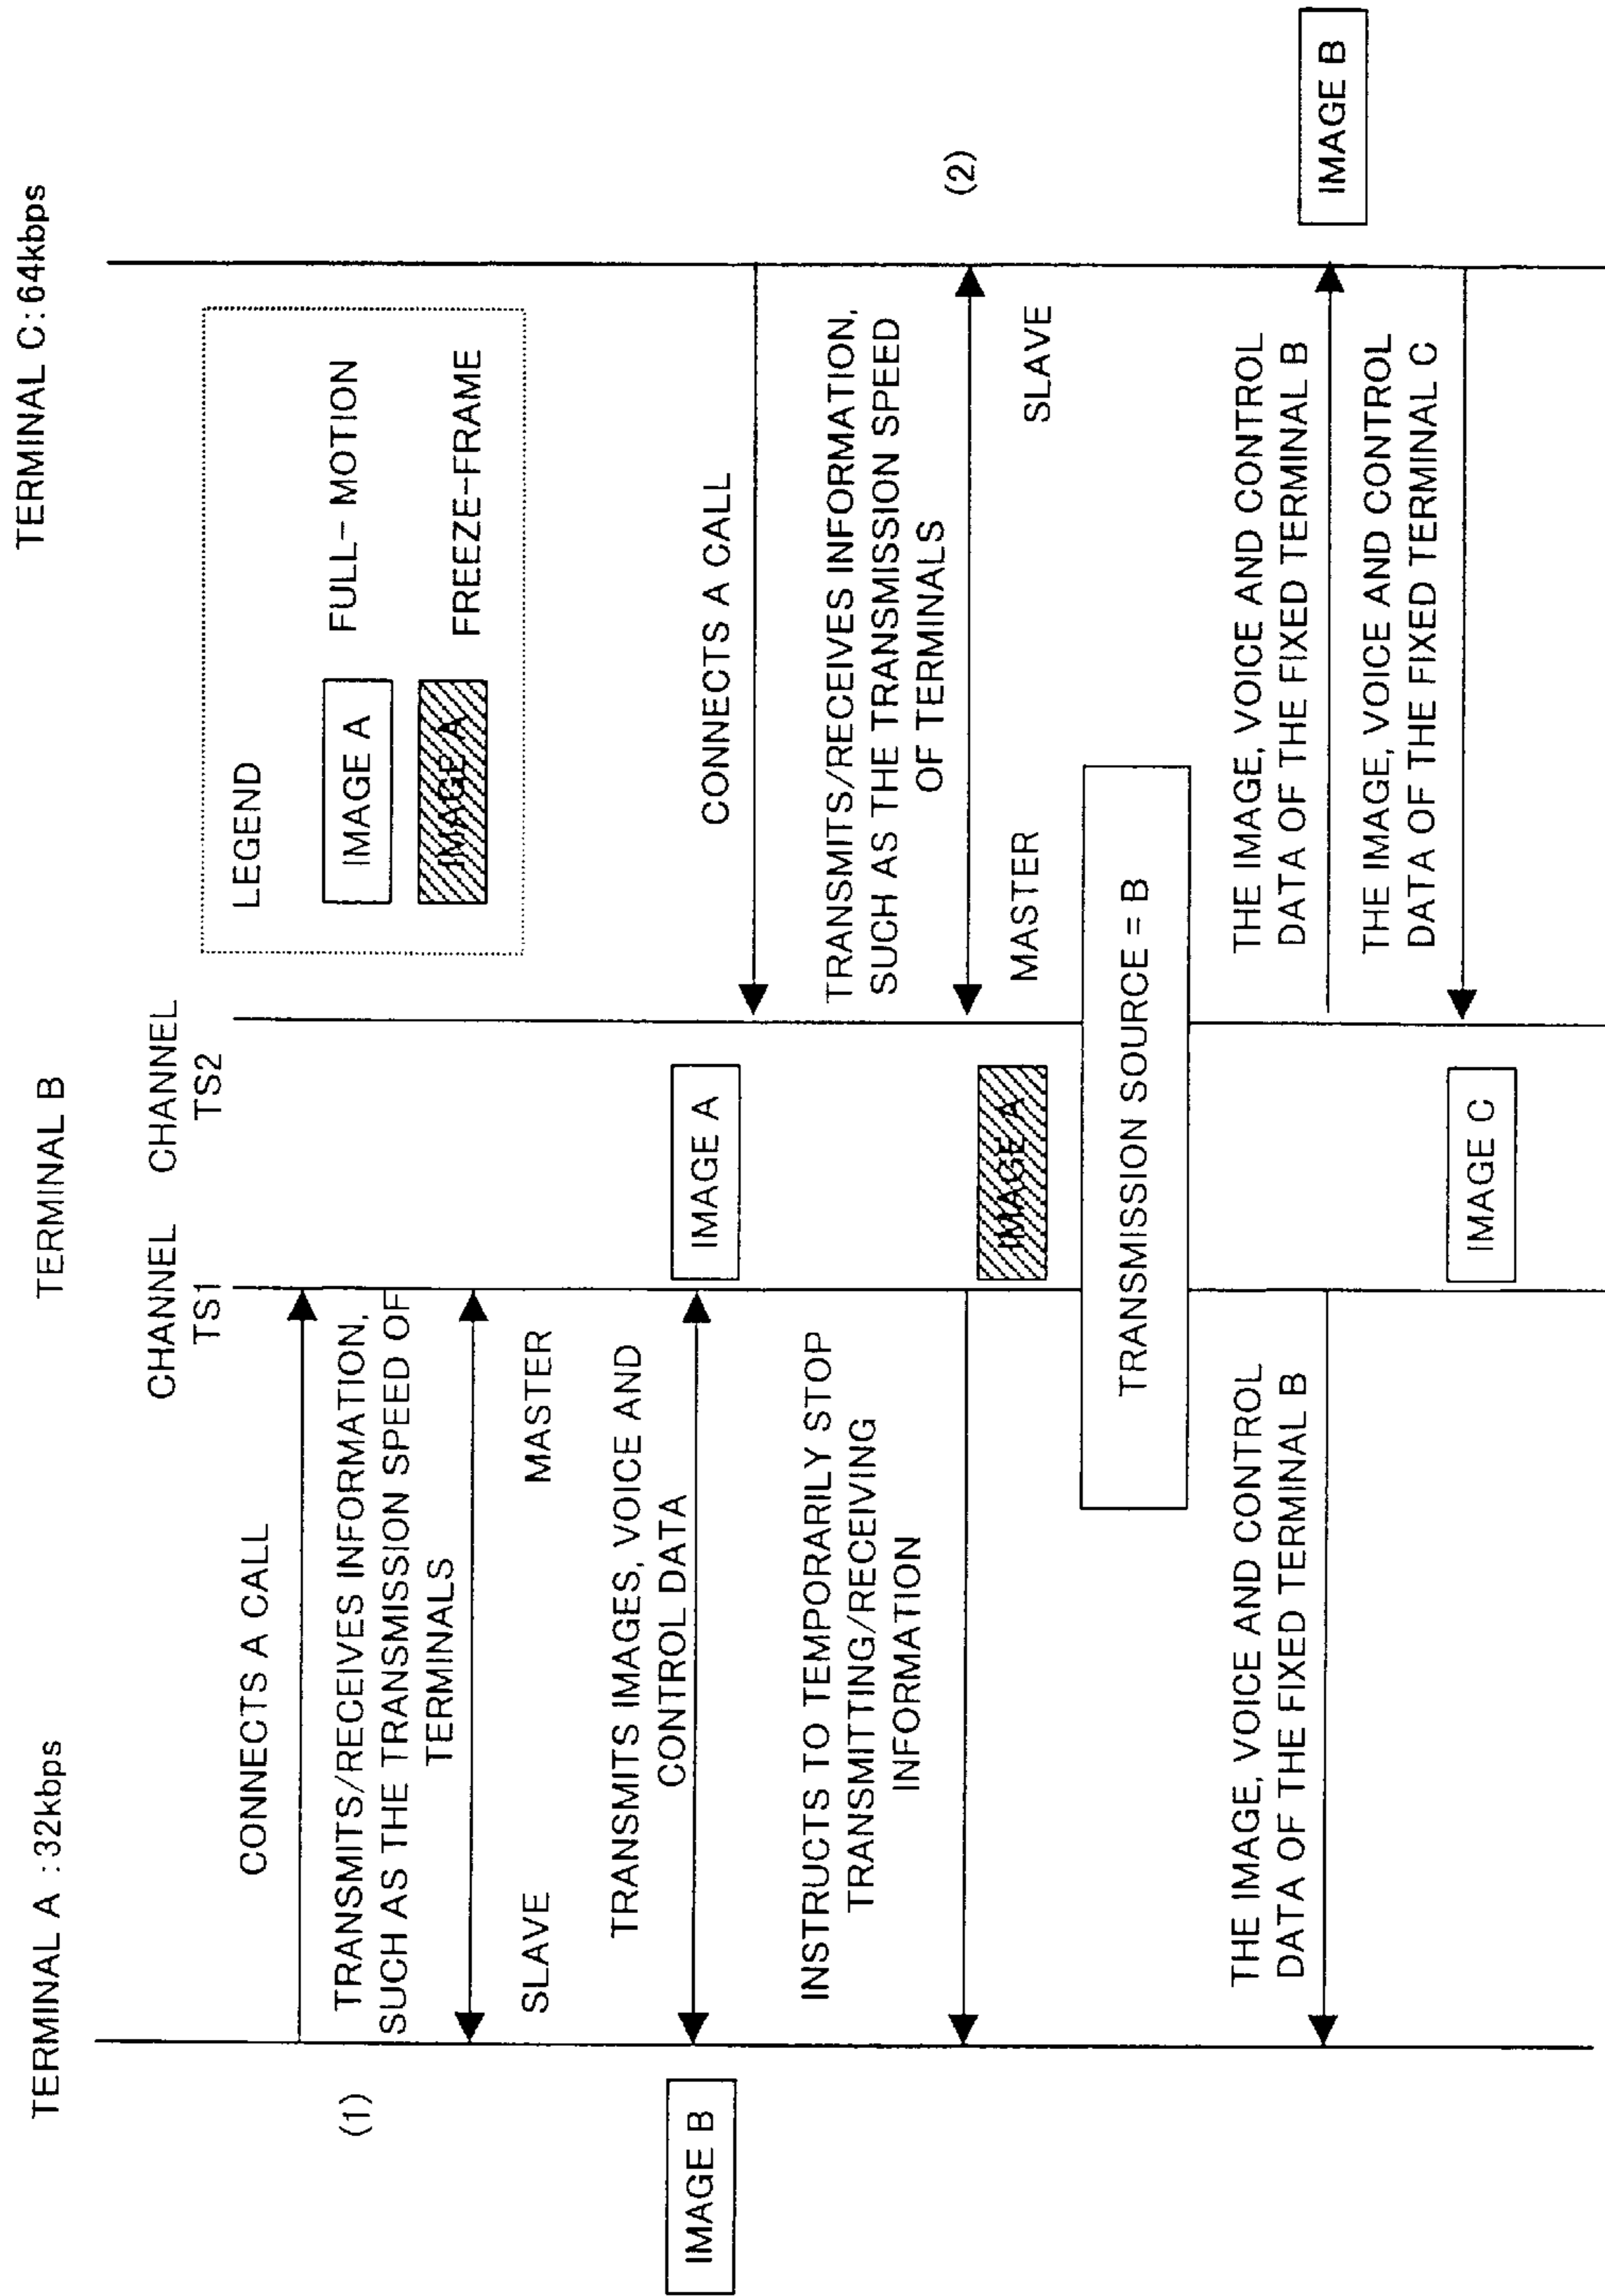 TERMINAL A :32kbps
TERMINAL B
TERMINAL C:64kbps
CHANNEL
TS1
CHANNEL
TS2
LEGEND
IMAGE A
FULL-MOTION
IMAGE A
FREEZE-FRAME
CONNECTS A CALL
(1)
TRANSMITS/RECEIVES INFORMATION,
SUCH AS THE TRANSMISSION SPEED OF
TERMINALS
SLAVE
MASTER
TRANSMITS IMAGES, VOICE AND
CONTROL DATA
IMAGE B
IMAGE A
CONNECTS A CALL
INSTRUCTS TO TEMPORARILY STOP
TRANSMITTING/RECEIVING
INFORMATION
TRANSMITS/RECEIVES INFORMATION,
SUCH AS THE TRANSMISSION SPEED
OF TERMINALS
(2)
IMAGE A
MASTER
SLAVE
TRANSMISSION SOURCE = B
THE IMAGE, VOICE AND CONTROL
DATA OF THE FIXED TERMINAL B
THE IMAGE, VOICE AND CONTROL
DATA OF THE FIXED TERMINAL B
IMAGE B
THE IMAGE, VOICE AND CONTROL
DATA OF THE FIXED TERMINAL C
IMAGE C